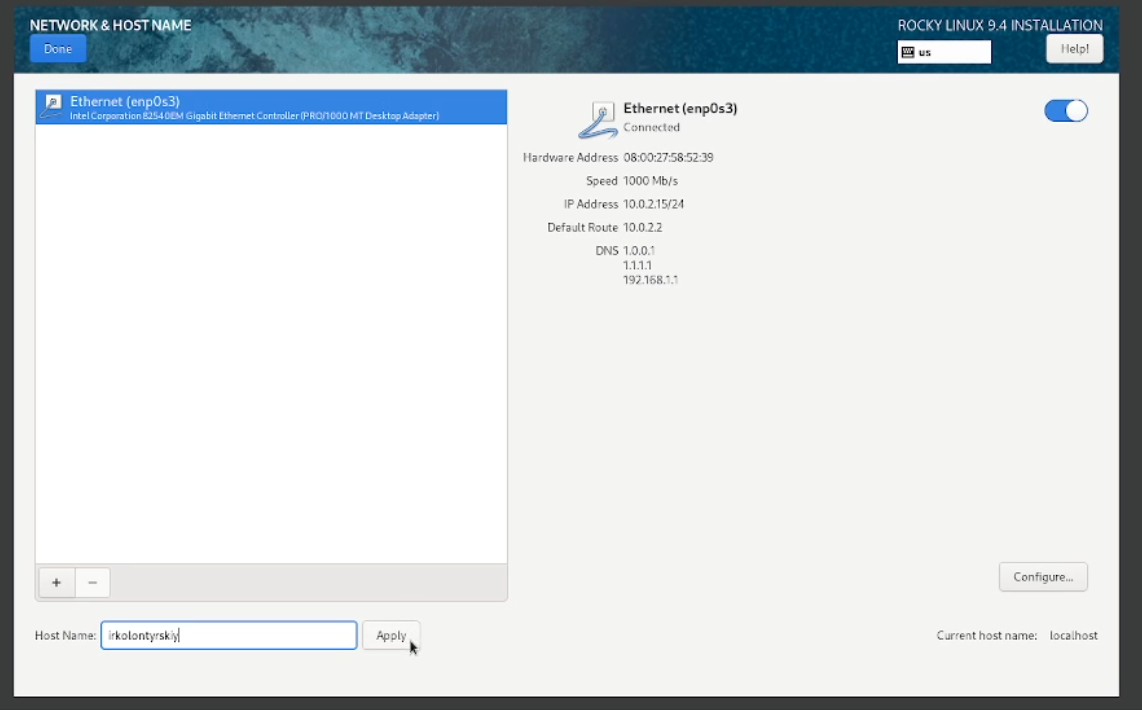 NETWORK & HOST NAME
Done
ROCKY LINUX 9.4 INSTALLATION
us
Help!
Ethernet (enp0s3)
Intel Corporation 82540EM Gigabit Ethernet Controller (PRO/1000 MT Desktop Adapter)
Ethernet (enp0s3)
Connected
Hardware Address 08:00:27:58:52:39
Speed 1000 Mb/s
IP Address 10.0.2.15/24
Default Route 10.0.2.2
DNS 1.0.0.1
1.1.1.1
192.168.1.1
+ −
Configure...
Host Name: irkolontyrskiy Apply
Current host name: localhost